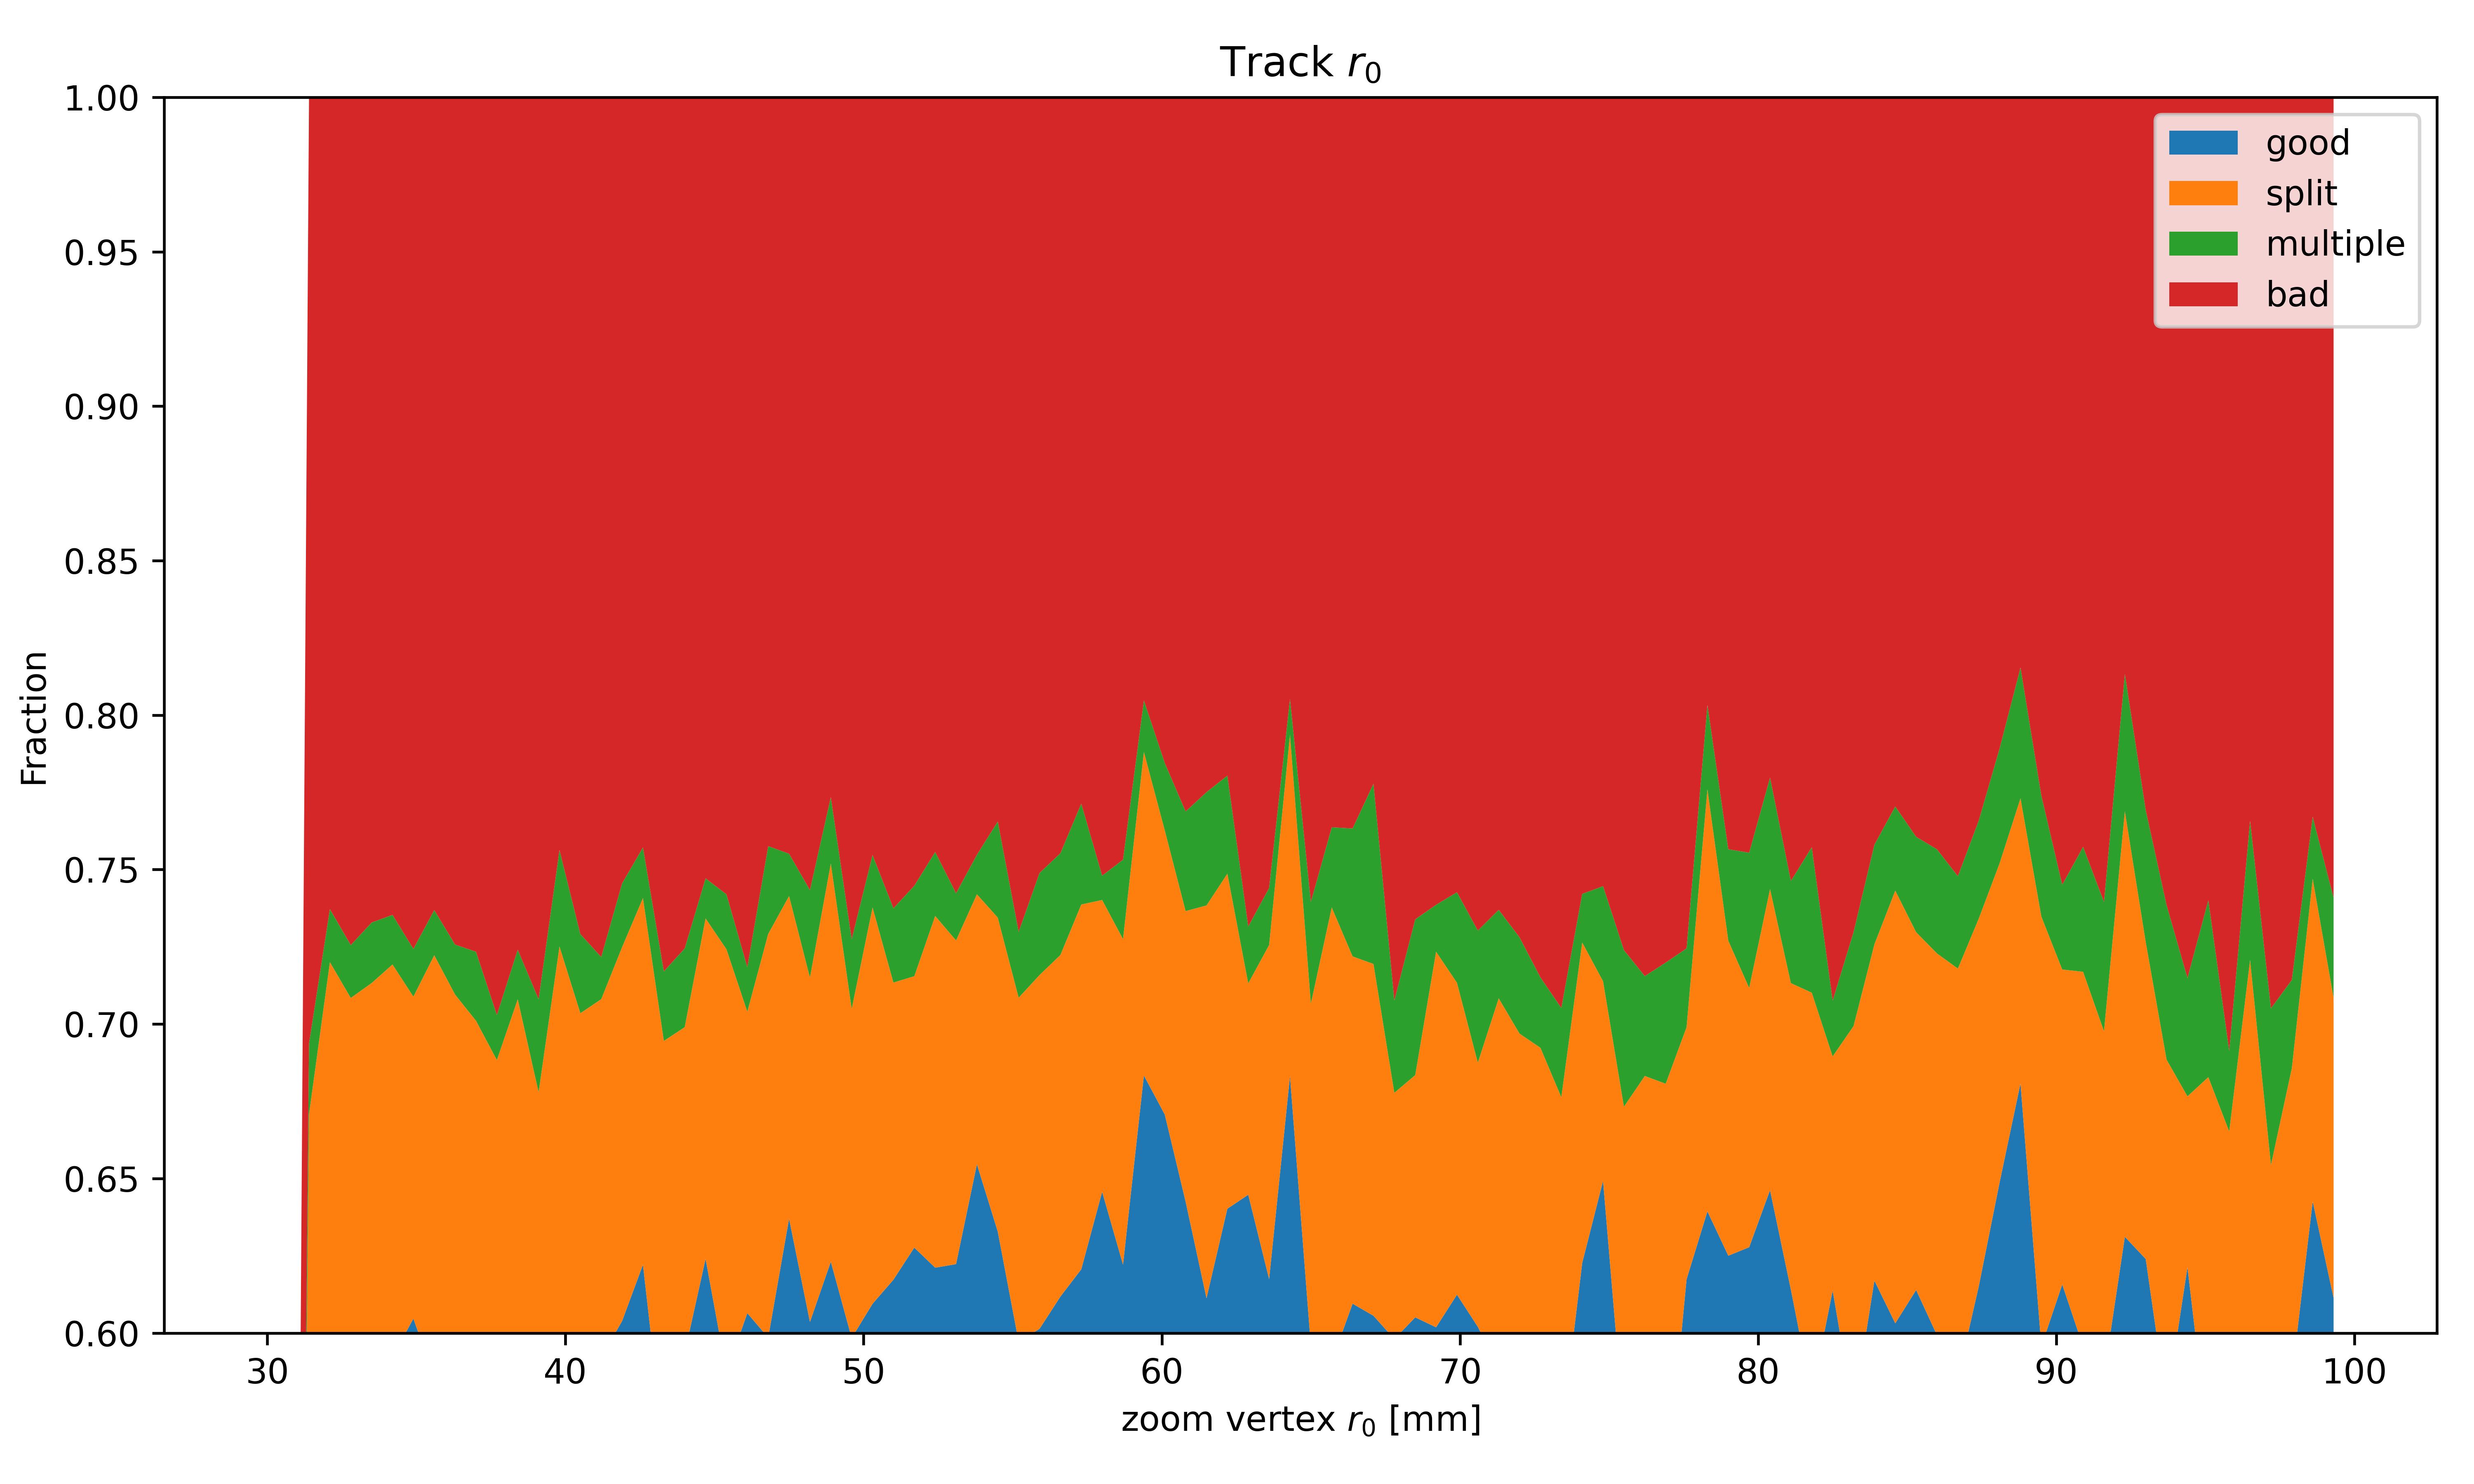 Track r₀
1.00
0.95
0.90
0.85
0.80
0.75
0.70
0.65
0.60
Fraction
good
split
multiple
bad
30 40 50 60 70 80 90 100
zoom vertex r₀ [mm]